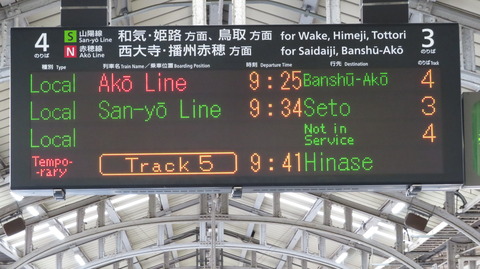 4 のりば S 山陽線 San-yō Line 和気・姫路 方面、鳥取 方面 for Wake, Himeji, Tottori 3 のりば
N 赤穂線 Akō Line 西大寺・播州赤穂 方面 for Saidaiji, Banshū-Akō
種別 Type 列車名 Train Name /乗車位置 Boarding Position 時刻 Departure Time 行先 Destination のりば Track
Local Akō Line 9:25 Banshū-Akō 4
Local San-yō Line 9:34 Seto 3
Local Not in Service 4
Tempo-rary Track 5 9:41 Hinase